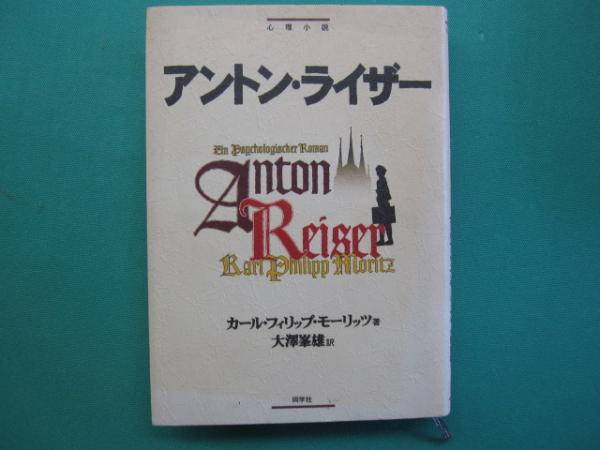 心理小説
アントン・ライザー
Ein Psychologischer Roman
Anton
Reiser
Karl Philipp Moritz
カール・フィリップ・モーリッツ著
大澤峯雄訳
同学社